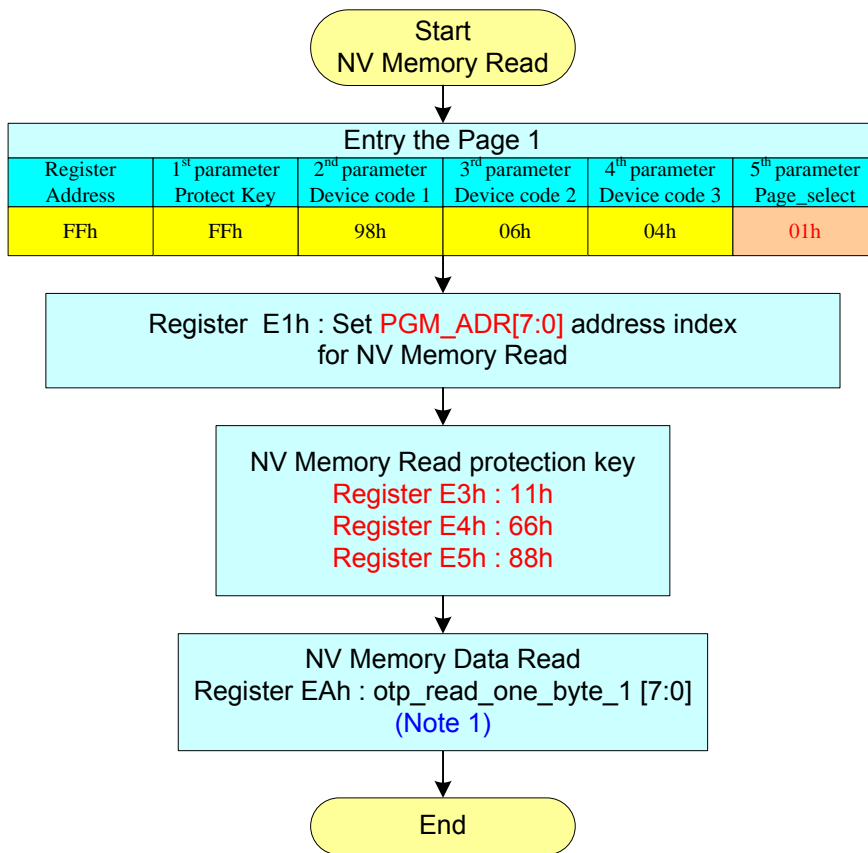 Start
NV Memory Read
Entry the Page 1
Register Address 1st parameter Protect Key 2nd parameter Device code 1 3rd parameter Device code 2 4th parameter Device code 3 5th parameter Page_select
FFh FFh 98h 06h 04h 01h
Register E1h : Set PGM_ADR[7:0] address index
for NV Memory Read
NV Memory Read protection key
Register E3h : 11h
Register E4h : 66h
Register E5h : 88h
NV Memory Data Read
Register EAh : otp_read_one_byte_1 [7:0]
(Note 1)
End